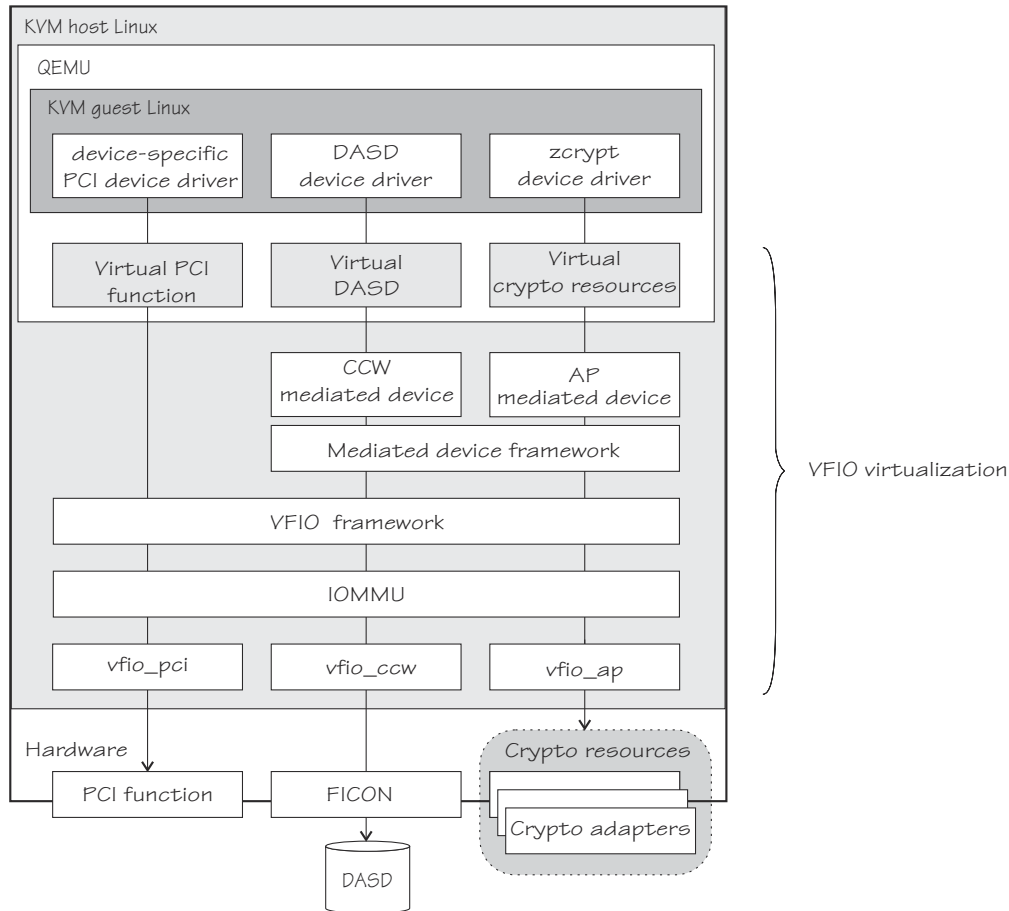 KVM host Linux
QEMU
KVM guest Linux
device-specific
PCI device driver
DASD
device driver
zcrypt
device driver
Virtual PCI
function
Virtual
DASD
Virtual
crypto resources
CCW
mediated device
AP
mediated device
Mediated device framework
VFIO virtualization
VFIO framework
IOMMU
vfio_pci
vfio_ccw
vfio_ap
Hardware
Crypto resources
PCI function
FICON
Crypto adapters
DASD